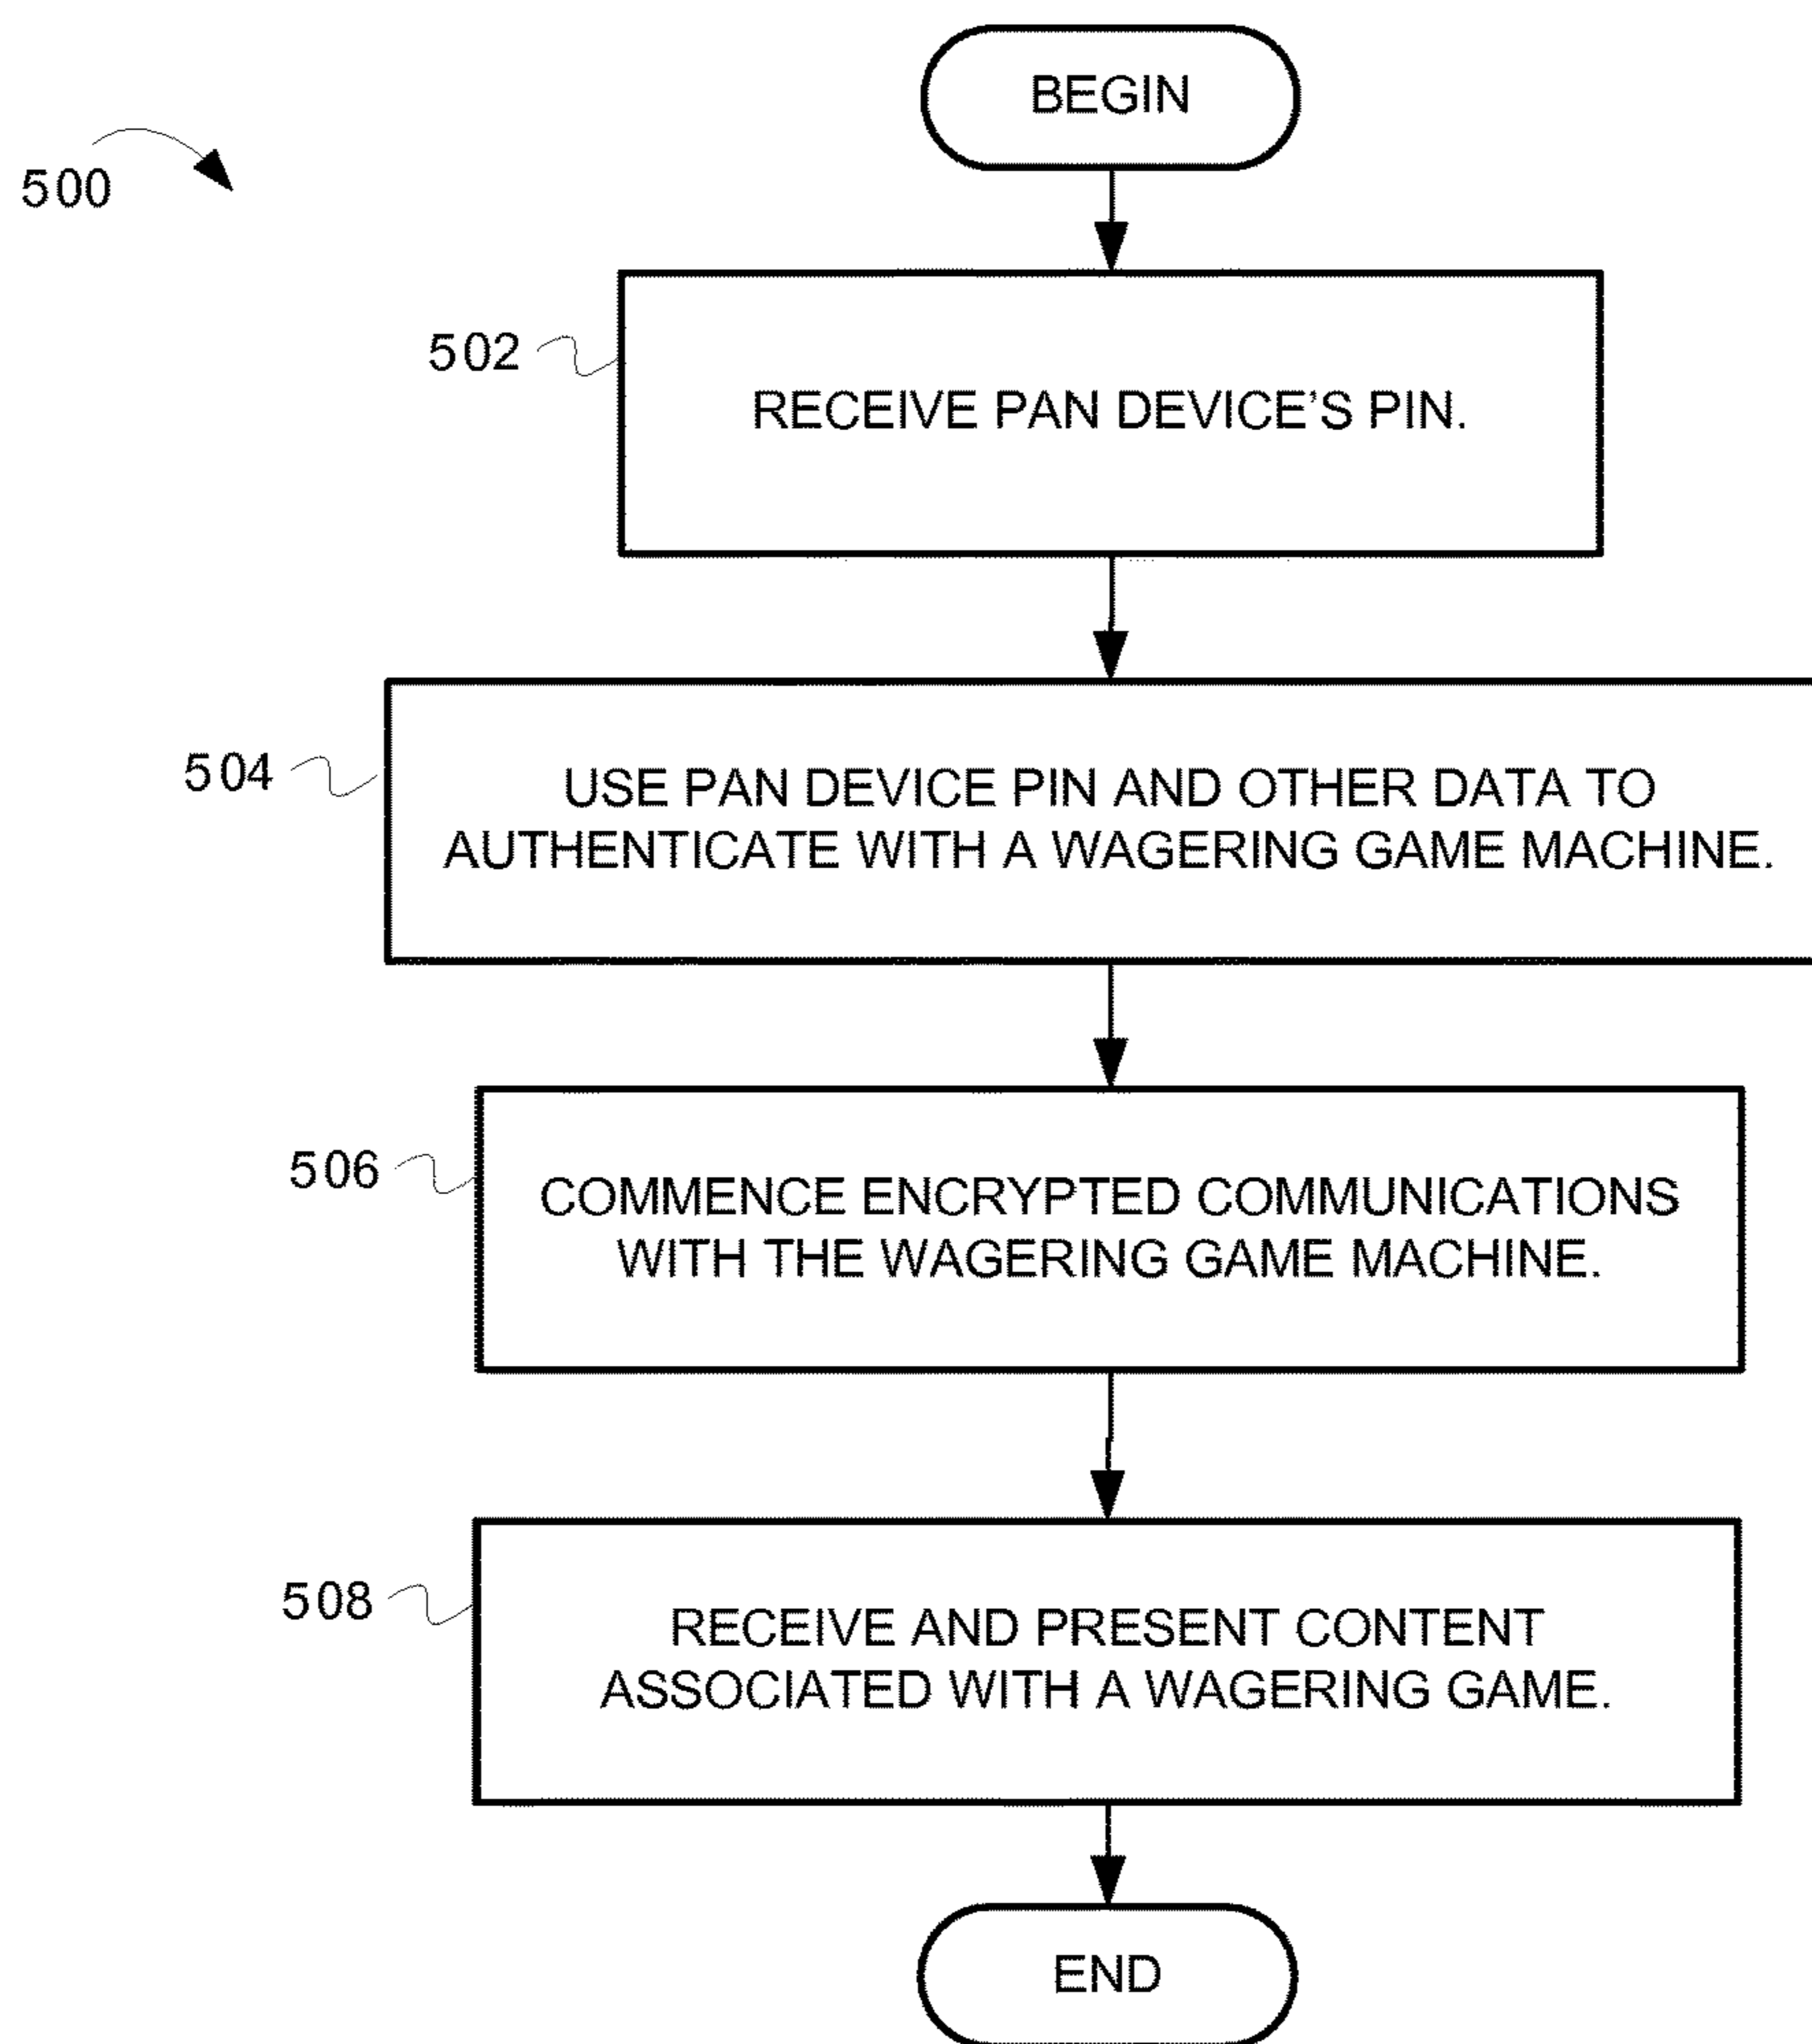 BEGIN
500
502
RECEIVE PAN DEVICE'S PIN.
504
USE PAN DEVICE PIN AND OTHER DATA TO
AUTHENTICATE WITH A WAGERING GAME MACHINE.
506
COMMENCE ENCRYPTED COMMUNICATIONS
WITH THE WAGERING GAME MACHINE.
508
RECEIVE AND PRESENT CONTENT
ASSOCIATED WITH A WAGERING GAME.
END